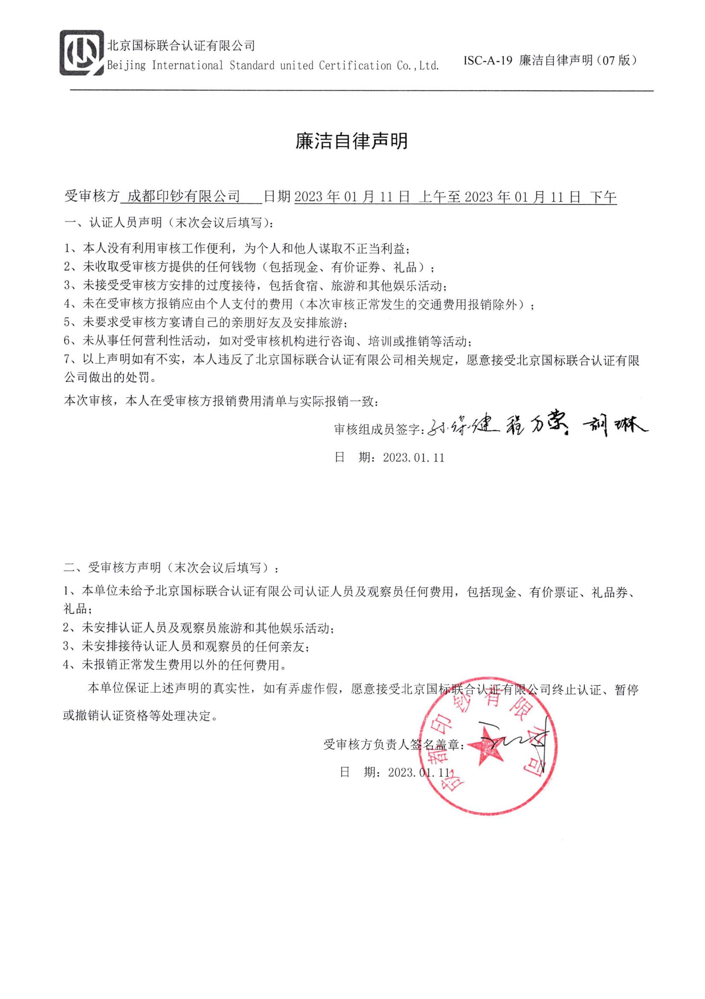 北京国标联合认证有限公司
Beijing International Standard united Certification Co.,Ltd.
ISC-A-19 廉洁自律声明(07 版)
廉洁自律声明
受审核方 成都印钞有限公司 日期 2023 年 01 月 11 日 上午至 2023 年 01 月 11 日 下午
一、认证人员声明（末次会议后填写）：
1、本人没有利用审核工作便利，为个人和他人谋取不正当利益；
2、未收取受审核方提供的任何钱物（包括现金、有价证券、礼品）；
3、未接受受审核方安排的过度接待，包括食宿、旅游和其他娱乐活动；
4、未在受审核方报销应由个人支付的费用（本次审核正常发生的交通费用报销除外）；
5、未要求受审核方宴请自己的亲朋好友及安排旅游；
6、未从事任何营利性活动，如对受审核机构进行咨询、培训或推销等活动；
7、以上声明如有不实，本人违反了北京国标联合认证有限公司相关规定，愿意接受北京国标联合认证有限
公司做出的处罚。
本次审核，本人在受审核方报销费用清单与实际报销一致：
审核组成员签字： 程万荣 胡琳
日 期：2023.01.11
二、受审核方声明（末次会议后填写）：
1、本单位未给予北京国标联合认证有限公司认证人员及观察员任何费用，包括现金、有价票证、礼品券、
礼品；
2、未安排认证人员及观察员旅游和其他娱乐活动；
3、未安排接待认证人员和观察员的任何亲友；
4、未报销正常发生费用以外的任何费用。
本单位保证上述声明的真实性，如有弄虚作假，愿意接受北京国标联合认证有限公司终止认证、暂停
或撤销认证资格等处理决定。
受审核方负责人签名盖章：
日 期：2023.01.11
成都印钞有限公司